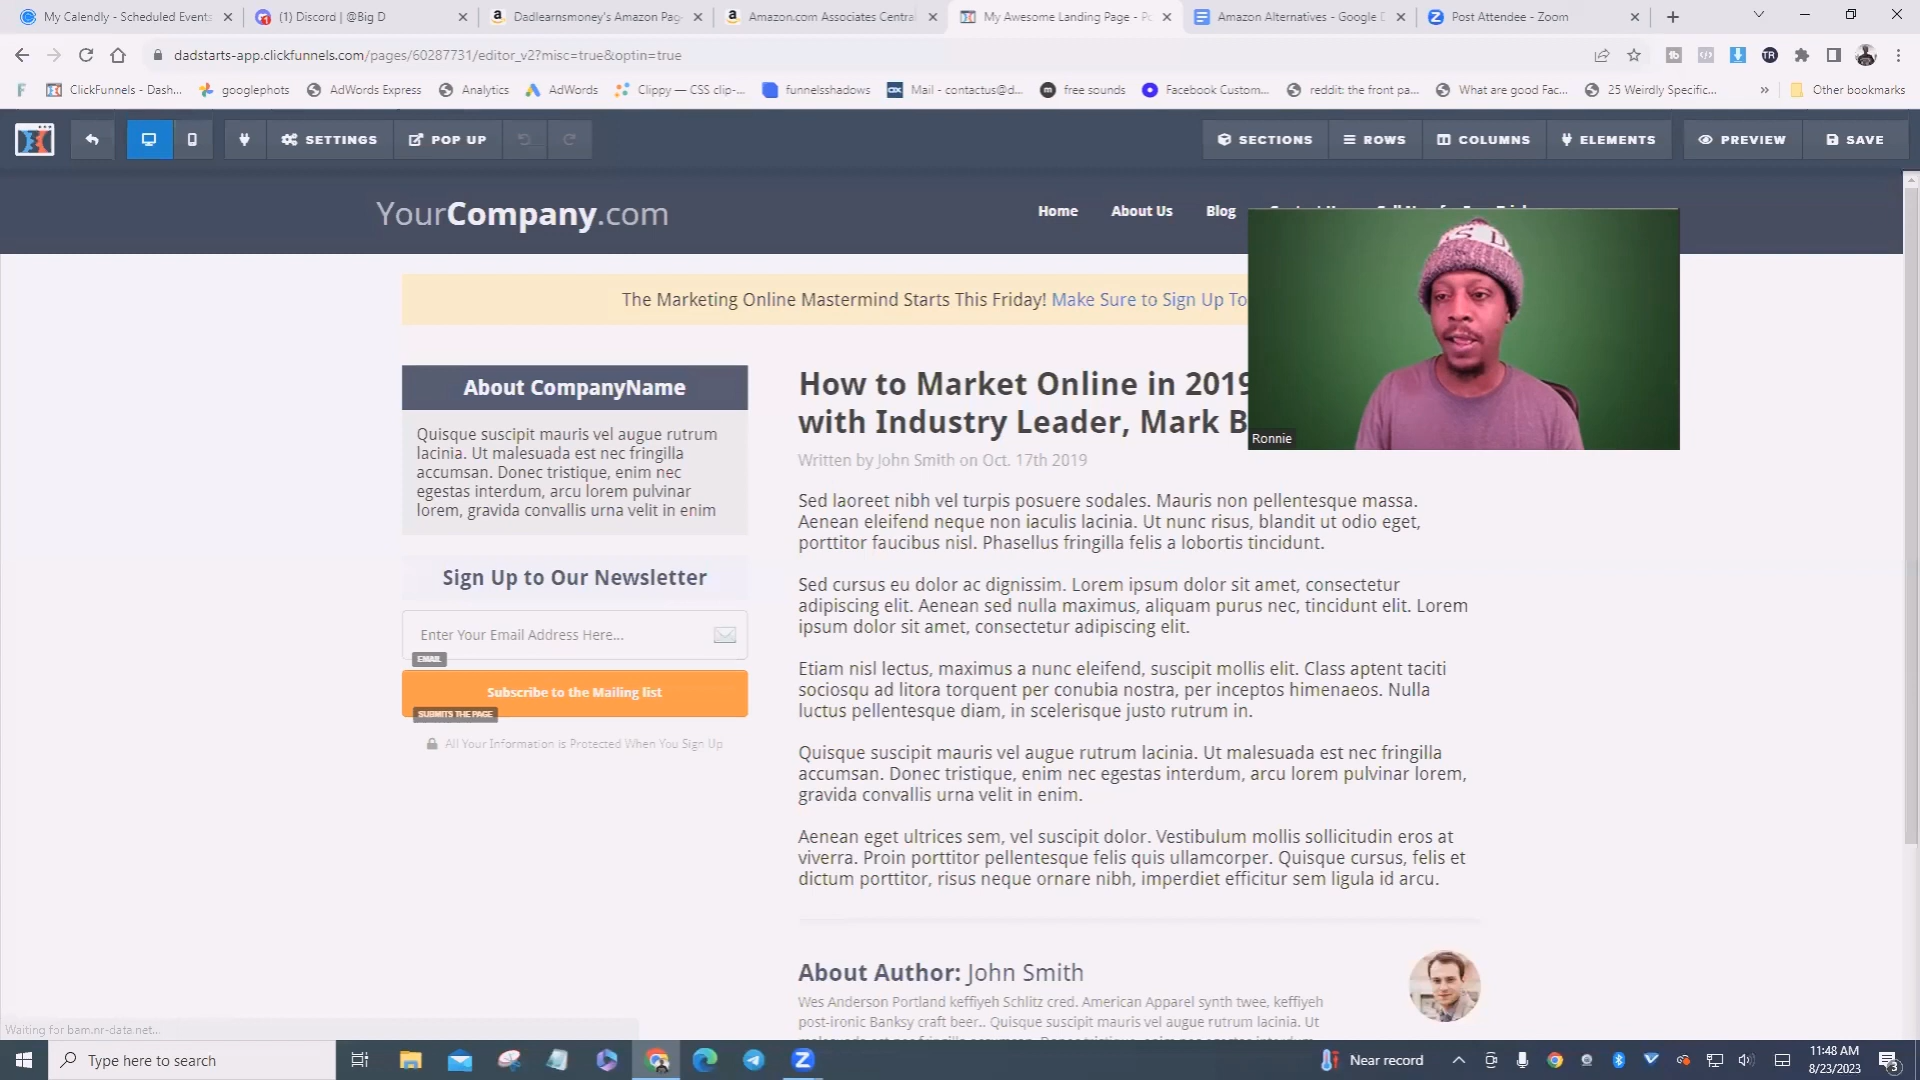 My Calendly - Scheduled Events
(1) Discord | @Big D
Dadlearnsmoney's Amazon Pag
Amazon.com Associates Central
My Awesome Landing Page - Po
Amazon Alternatives - Google D
Post Attendee - Zoom
dadstarts-app.clickfunnels.com/pages/60287731/editor_v2?misc=true&optin=true
ClickFunnels - Dash...
googlephots
AdWords Express
Analytics
AdWords
Clippy — CSS clip-...
funnelsshadows
Mail - contactus@d...
free sounds
Facebook Custom...
reddit: the front pa...
What are good Fac...
25 Weirdly Specific...
Other bookmarks
SETTINGS
POP UP
SECTIONS
ROWS
COLUMNS
ELEMENTS
PREVIEW
SAVE
YourCompany.com
Home
About Us
Blog
The Marketing Online Mastermind Starts This Friday! Make Sure to Sign Up To
About CompanyName
Quisque suscipit mauris vel augue rutrum
lacinia. Ut malesuada est nec fringilla
accumsan. Donec tristique, enim nec
egestas interdum, arcu lorem pulvinar
lorem, gravida convallis urna velit in enim
Sign Up to Our Newsletter
Enter Your Email Address Here...
EMAIL
Subscribe to the Mailing list
SUBMITS THE PAGE
All Your Information is Protected When You Sign Up
How to Market Online in 2019
with Industry Leader, Mark B
Written by John Smith on Oct. 17th 2019
Sed laoreet nibh vel turpis posuere sodales. Mauris non pellentesque massa.
Aenean eleifend neque non iaculis lacinia. Ut nunc risus, blandit ut odio eget,
porttitor faucibus nisl. Phasellus fringilla felis a lobortis tincidunt.
Sed cursus eu dolor ac dignissim. Lorem ipsum dolor sit amet, consectetur
adipiscing elit. Aenean sed nulla maximus, aliquam purus nec, tincidunt elit. Lorem
ipsum dolor sit amet, consectetur adipiscing elit.
Etiam nisl lectus, maximus a nunc eleifend, suscipit mollis elit. Class aptent taciti
sociosqu ad litora torquent per conubia nostra, per inceptos himenaeos. Nulla
luctus pellentesque diam, in scelerisque justo rutrum in.
Quisque suscipit mauris vel augue rutrum lacinia. Ut malesuada est nec fringilla
accumsan. Donec tristique, enim nec egestas interdum, arcu lorem pulvinar lorem,
gravida convallis urna velit in enim.
Aenean eget ultrices sem, vel suscipit dolor. Vestibulum mollis sollicitudin eros at
viverra. Proin porttitor pellentesque felis quis ullamcorper. Quisque cursus, felis et
dictum porttitor, risus neque ornare nibh, imperdiet efficitur sem ligula id arcu.
About Author: John Smith
Wes Anderson Portland keffiyeh Schlitz cred. American Apparel synth twee, keffiyeh
post-ironic Banksy craft beer.. Quisque suscipit mauris vel augue rutrum lacinia. Ut
Ronnie
Waiting for bam.nr-data.net...
Type here to search
Near record
11:48 AM
8/23/2023
3